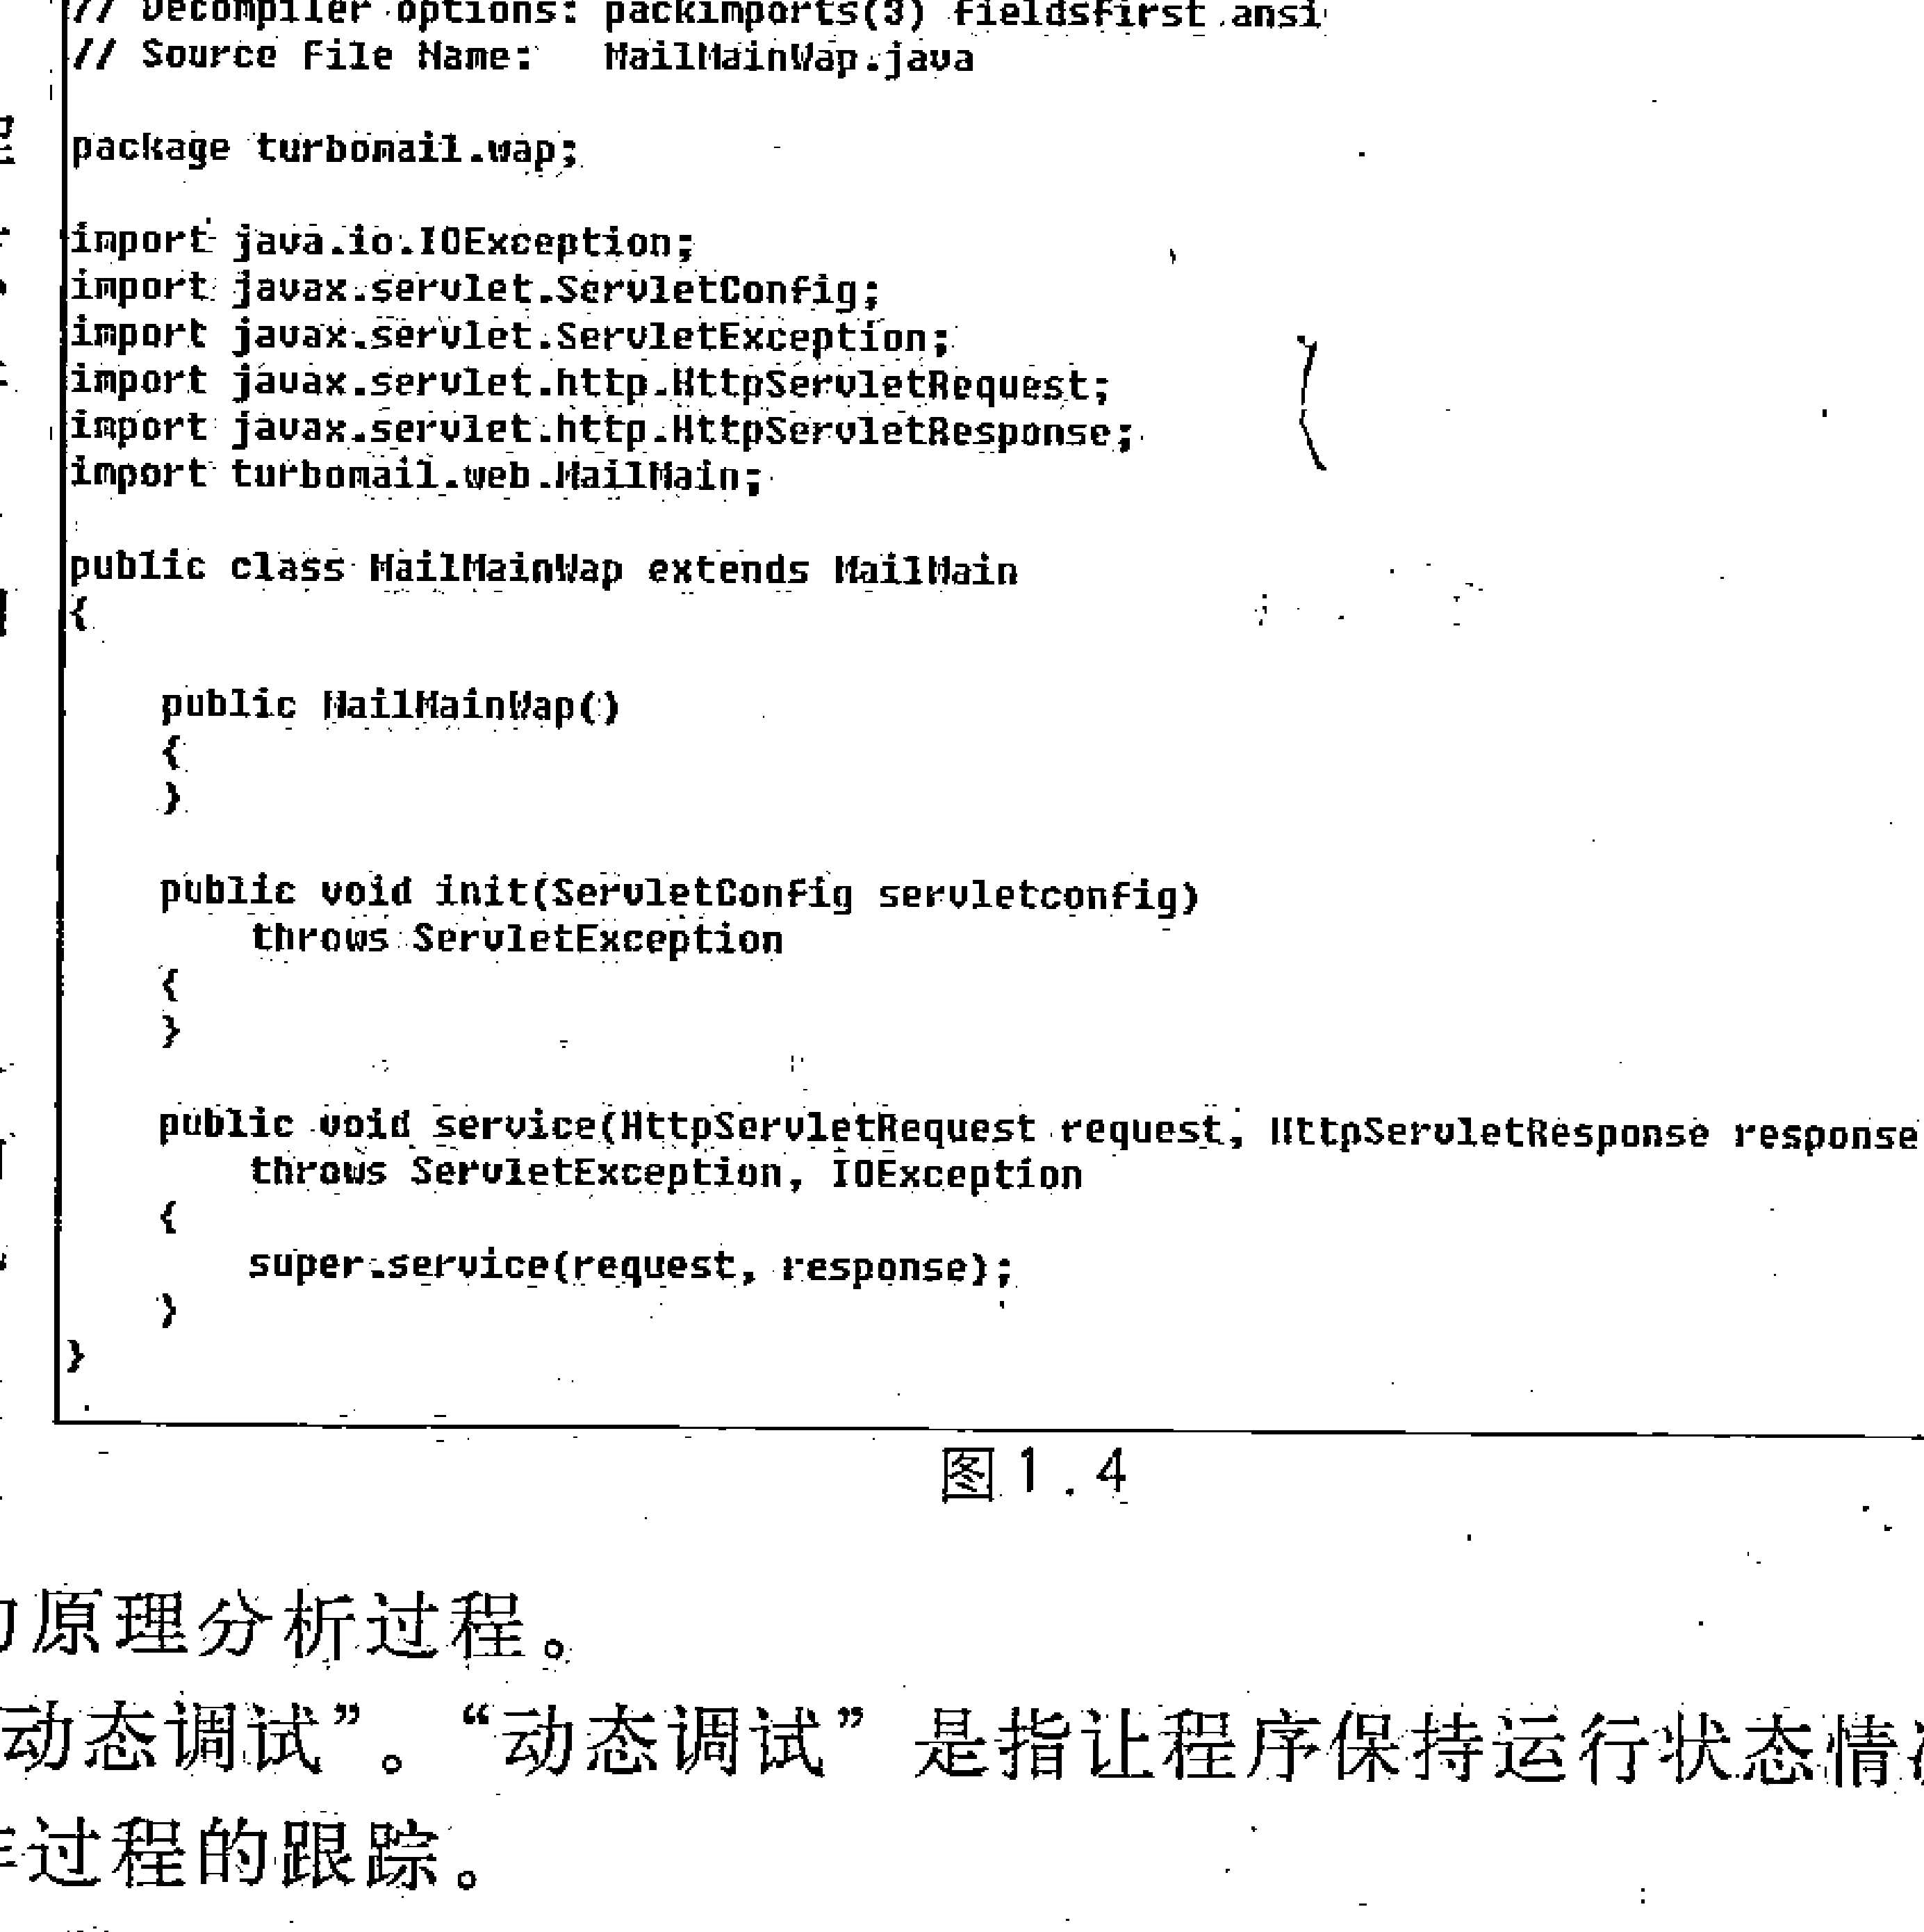 // Decompiler options: packimports(3) fieldsfirst ansi
// Source File Name:   MailMainWap.java
package turbomail.wap;
import java.io.IOException;
import javax.servlet.ServletConfig;
import javax.servlet.ServletException;
import javax.servlet.http.HttpServletRequest;
import javax.servlet.http.HttpServletResponse;
import turbomail.web.MailMain;
public class MailMainWap extends MailMain
{
    public MailMainWap()
    {
    }
    public void init(ServletConfig servletconfig)
        throws ServletException
    {
    }
    public void service(HttpServletRequest request, HttpServletResponse response
        throws ServletException, IOException
    {
        super.service(request, response);
    }
}
图1.4
原理分析过程。
动态调试”。“动态调试”是指让程序保持运行状态情
过程的跟踪。